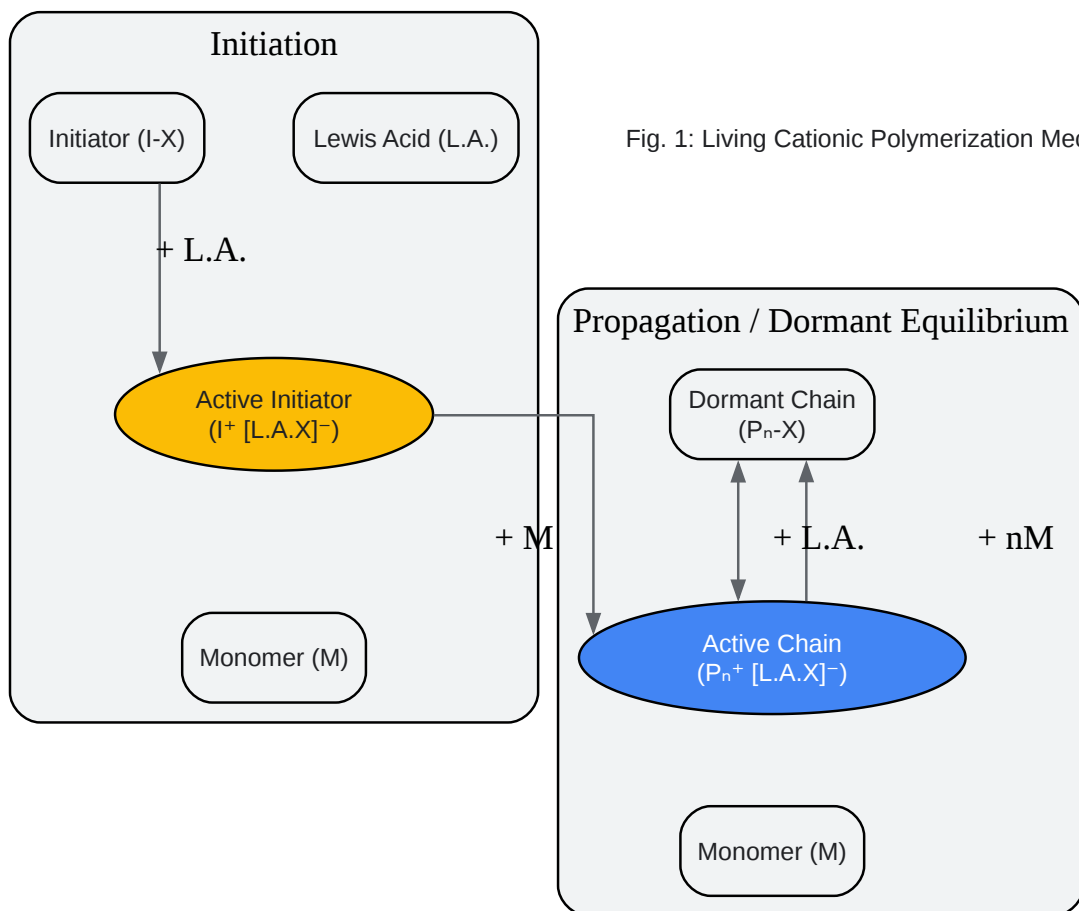 Initiation
Initiator (I-X)
Lewis Acid (L.A.)
Fig. 1: Living Cationic Polymerization
+ L.A.
Active Initiator
(I⁺ [L.A.X]⁻)
+ M
Monomer (M)
Propagation / Dormant Equilibrium
Dormant Chain
(Pₙ-X)
+ L.A.
+ nM
Active Chain
(Pₙ⁺ [L.A.X]⁻)
Monomer (M)